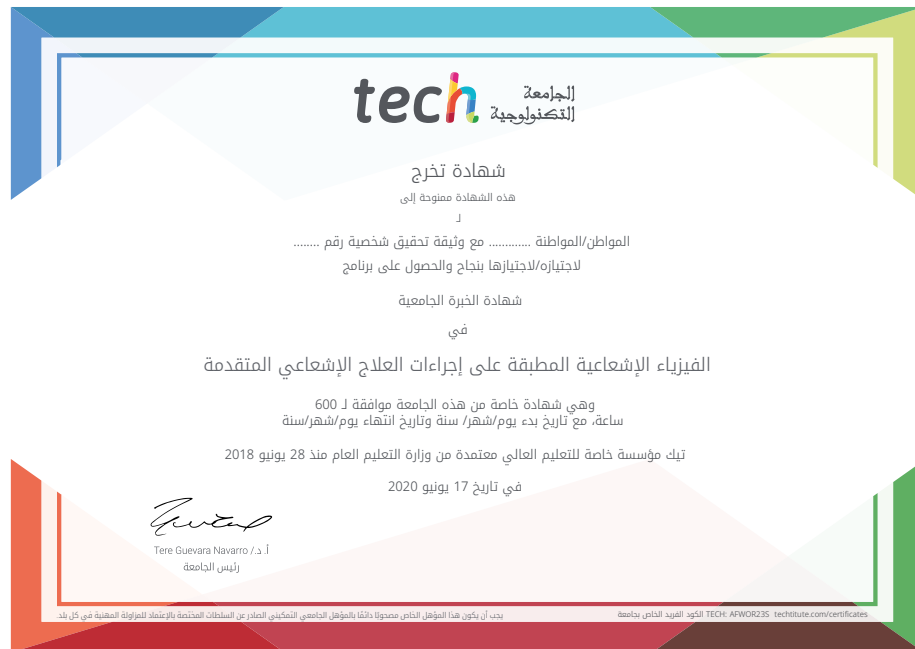 tech الجامعة
التكنولوجية
شهادة تخرج
هذه الشهادة ممنوحة إلى
لـ
المواطن/المواطنة ............. مع وثيقة تحقيق شخصية رقم ........
لاجتيازه/لاجتيازها بنجاح والحصول على برنامج
شهادة الخبرة الجامعية
في
الفيزياء الإشعاعية المطبقة على إجراءات العلاج الإشعاعي المتقدمة
وهي شهادة خاصة من هذه الجامعة موافقة لـ 600
ساعة، مع تاريخ بدء يوم/شهر/ سنة وتاريخ انتهاء يوم/شهر/سنة
تيك مؤسسة خاصة للتعليم العالي معتمدة من وزارة التعليم العام منذ 28 يونيو 2018
في تاريخ 17 يونيو 2020
أ. د./ Tere Guevara Navarro
رئيس الجامعة
يجب أن يكون هذا المؤهل الخاص مصحوبًا دائمًا بالمؤهل الجامعي التمكيني الصادر عن السلطات المختصة بالإعتماد للمزاولة المهنية في كل بلد.
الكود الفريد الخاص بجامعة TECH: AFWOR23S techtitute.com/certificates